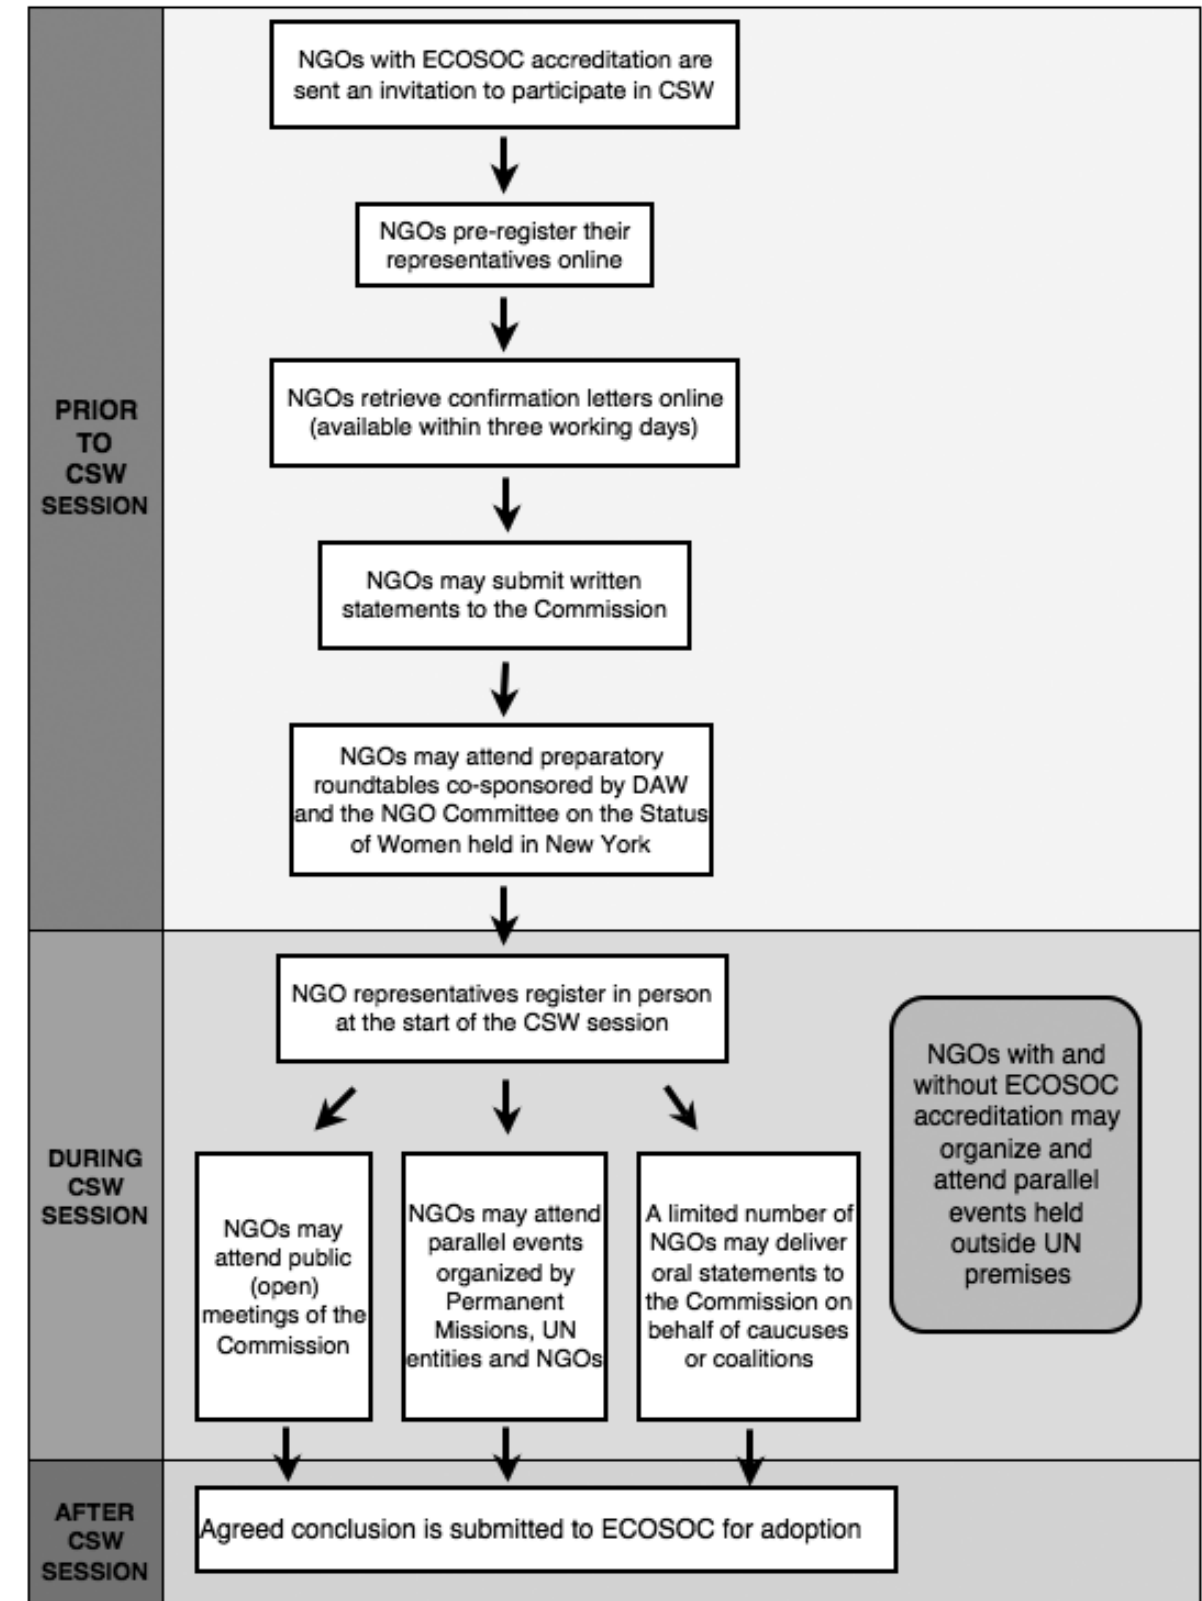 NGOs with ECOSOC accreditation are
sent an invitation to participate in CSW
NGOs pre-register their
representatives online
NGOs retrieve confirmation letters online
(available within three working days)
PRIOR
TO
CSW
SESSION
NGOs may submit written
statements to the Commission
NGOs may attend preparatory
roundtables co-sponsored by DAW
and the NGO Committee on the Status
of Women held in New York
NGO representatives register in person
at the start of the CSW session
DURING
CSW
SESSION
NGOs may
attend public
(open)
meetings of the
Commission
NGOs may attend
parallel events
organized by
Permanent
Missions, UN
entities and NGOs
A limited number of
NGOs may deliver
oral statements to
the Commission on
behalf of caucuses
or coalitions
NGOs with and
without ECOSOC
accreditation may
organize and
attend parallel
events held
outside UN
premises
AFTER
CSW
SESSION
Agreed conclusion is submitted to ECOSOC for adoption